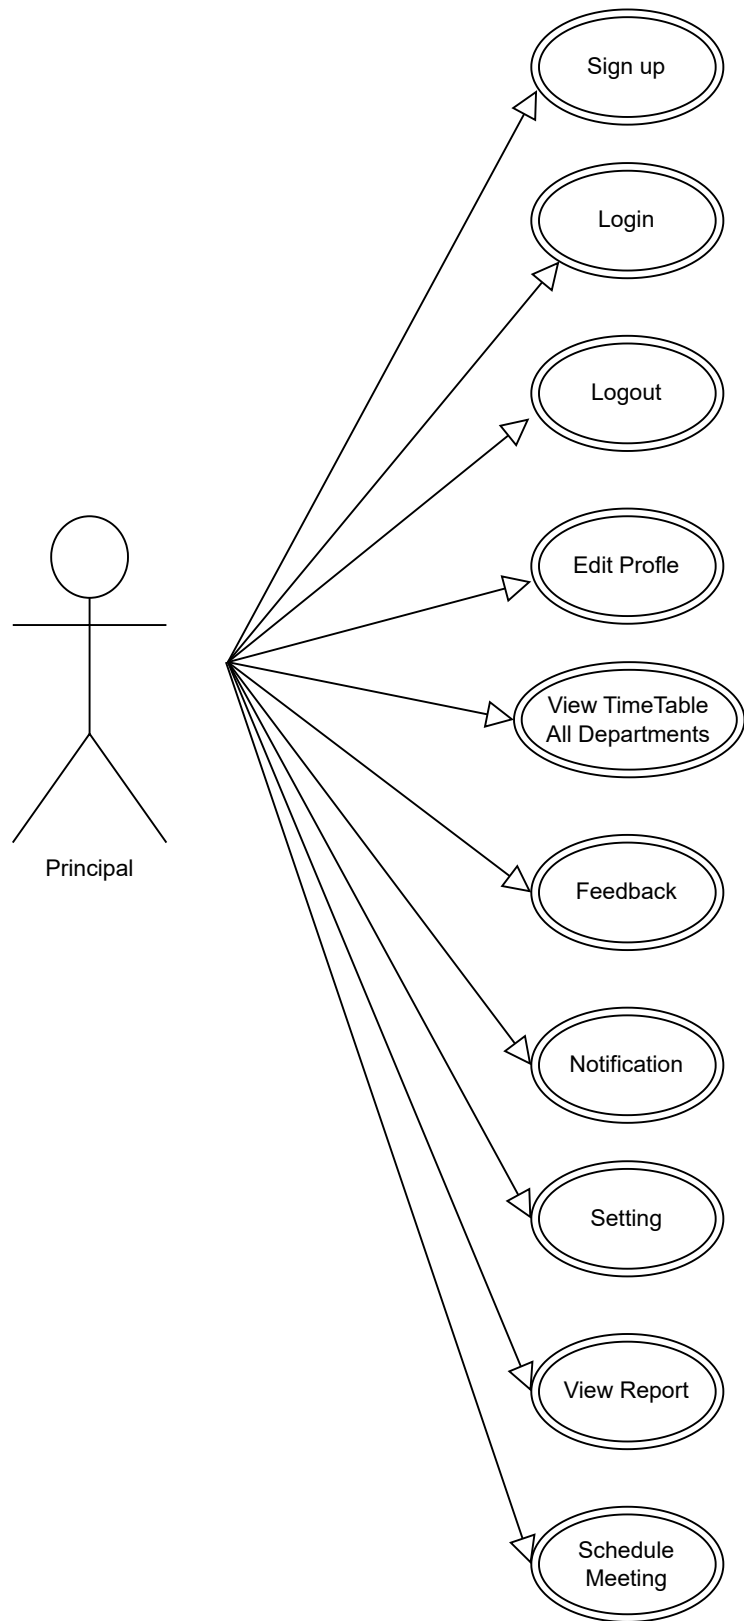 Sign up
Login
Logout
Edit Profle
View TimeTable
All Departments
Principal
Feedback
Notification
Setting
View Report
Schedule
Meeting